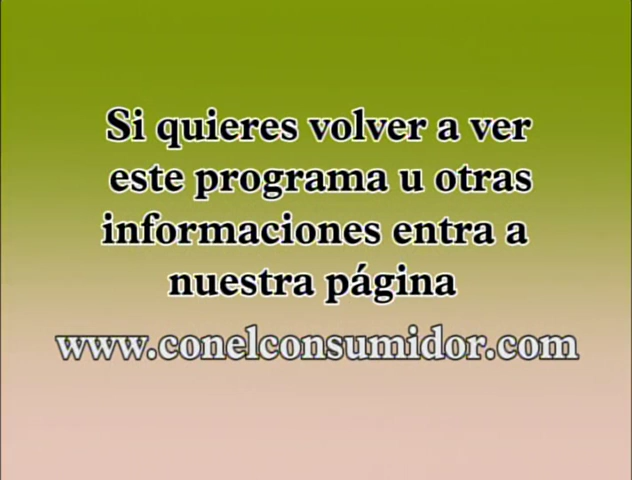 Si quieres volver a ver
este programa u otras
informaciones entra a
nuestra página
www.conelconsumidor.com